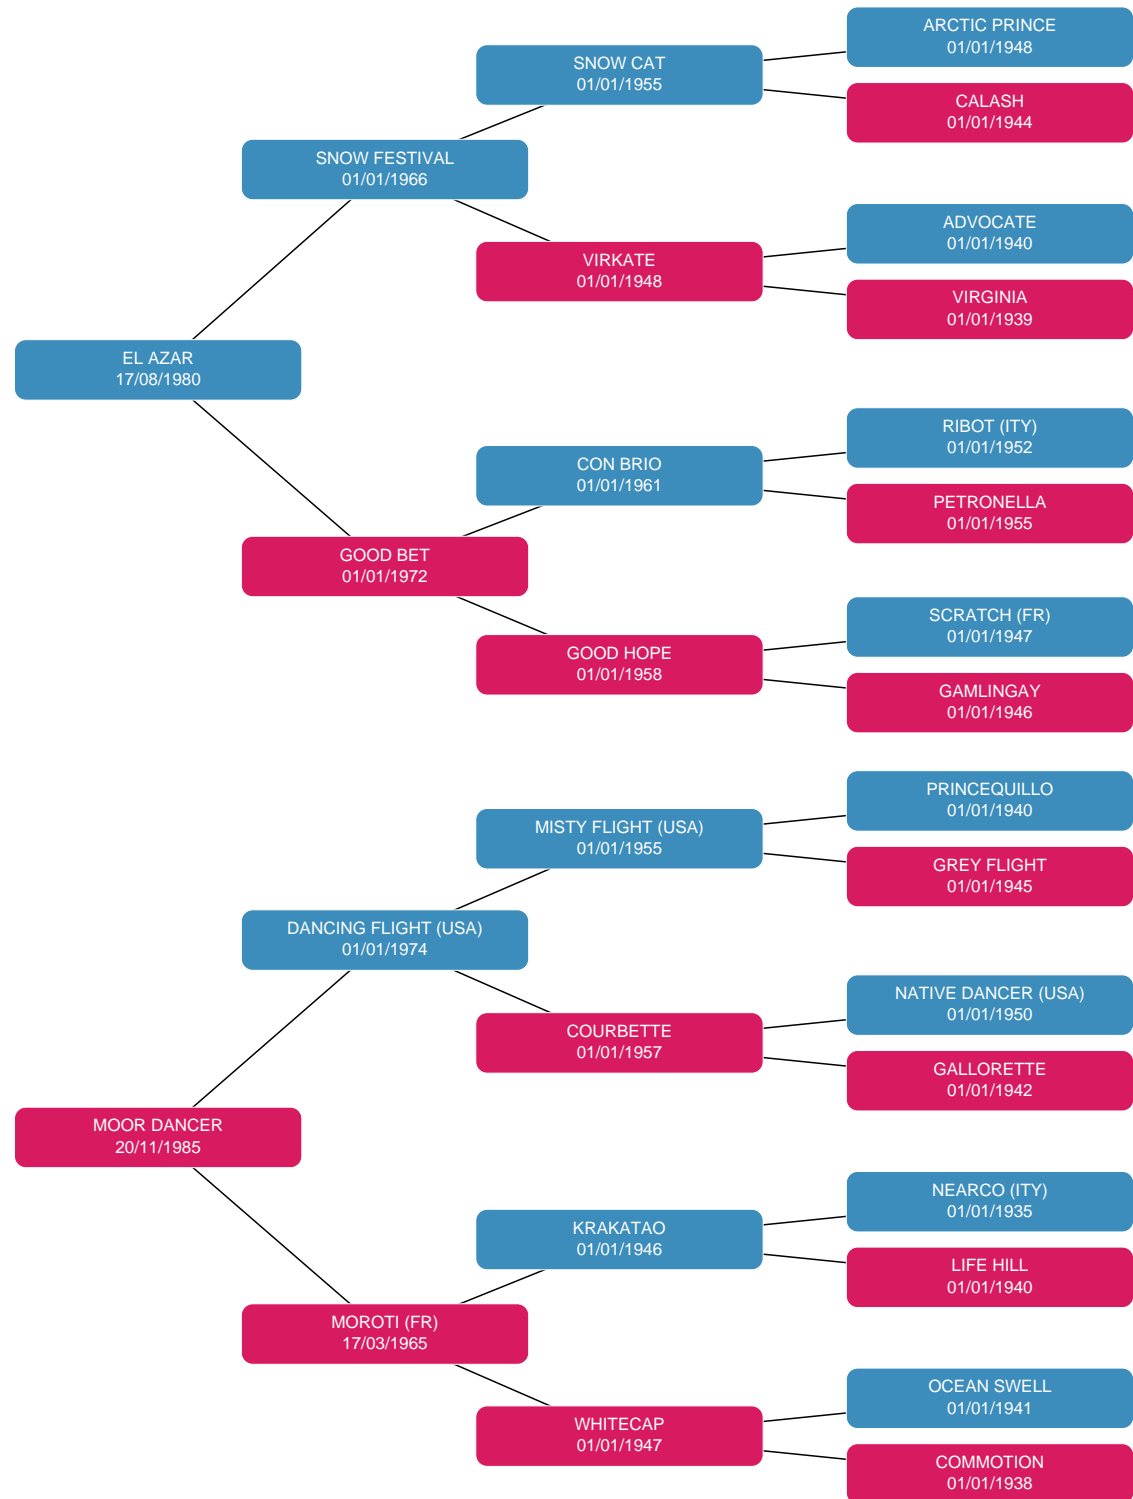 ARCTIC PRINCE
01/01/1948
SNOW CAT
01/01/1955
CALASH
01/01/1944
SNOW FESTIVAL
01/01/1966
ADVOCATE
01/01/1940
VIRKATE
01/01/1948
VIRGINIA
01/01/1939
EL AZAR
17/08/1980
RIBOT (ITY)
01/01/1952
CON BRIO
01/01/1961
PETRONELLA
01/01/1955
GOOD BET
01/01/1972
SCRATCH (FR)
01/01/1947
GOOD HOPE
01/01/1958
GAMLINGAY
01/01/1946
PRINCEQUILLO
01/01/1940
MISTY FLIGHT (USA)
01/01/1955
GREY FLIGHT
01/01/1945
DANCING FLIGHT (USA)
01/01/1974
NATIVE DANCER (USA)
01/01/1950
COURBETTE
01/01/1957
GALLORETTE
01/01/1942
MOOR DANCER
20/11/1985
NEARCO (ITY)
01/01/1935
KRAKATAO
01/01/1946
LIFE HILL
01/01/1940
MOROTI (FR)
17/03/1965
OCEAN SWELL
01/01/1941
WHITECAP
01/01/1947
COMMOTION
01/01/1938